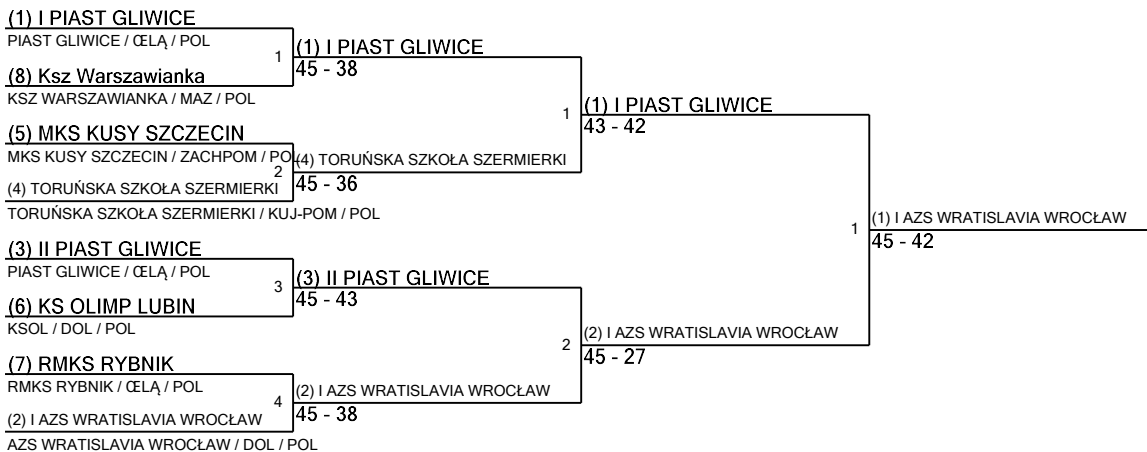 (1) I PIAST GLIWICE
PIAST GLIWICE / ŒLĄ / POL
1
(8) Ksz Warszawianka
KSZ WARSZAWIANKA / MAZ / POL
(1) I PIAST GLIWICE
45 - 38
(5) MKS KUSY SZCZECIN
MKS KUSY SZCZECIN / ZACHPOM / POL
2
(4) TORUŃSKA SZKOŁA SZERMIERKI
TORUŃSKA SZKOŁA SZERMIERKI / KUJ-POM / POL
(4) TORUŃSKA SZKOŁA SZERMIERKI
45 - 36
1
(1) I PIAST GLIWICE
43 - 42
(3) II PIAST GLIWICE
PIAST GLIWICE / ŒLĄ / POL
3
(6) KS OLIMP LUBIN
KSOL / DOL / POL
(3) II PIAST GLIWICE
45 - 43
(7) RMKS RYBNIK
RMKS RYBNIK / ŒLĄ / POL
4
(2) I AZS WRATISLAVIA WROCŁAW
AZS WRATISLAVIA WROCŁAW / DOL / POL
(2) I AZS WRATISLAVIA WROCŁAW
45 - 38
2
(2) I AZS WRATISLAVIA WROCŁAW
45 - 27
1
(1) I AZS WRATISLAVIA WROCŁAW
45 - 42